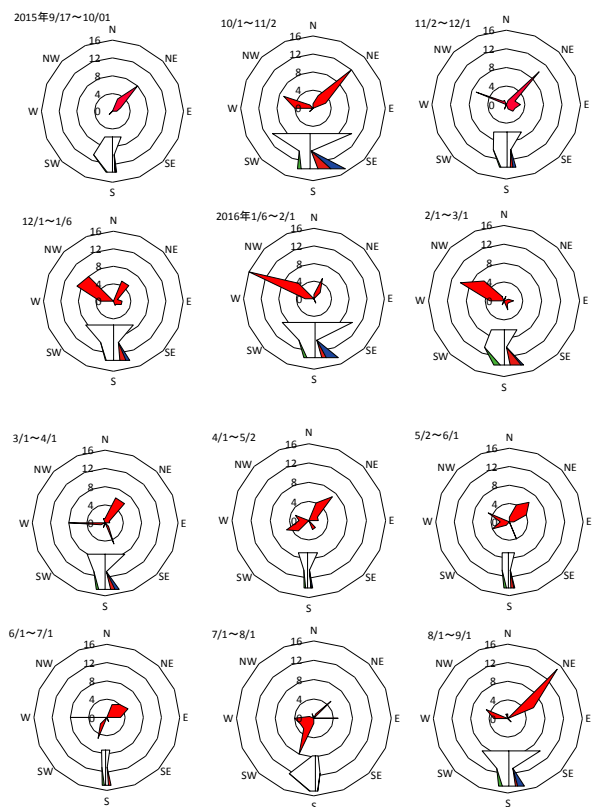 2015年9/17～10/01
N
16
NW 12 NE
8
4
W 0 E
SW SE
S
10/1～11/2
N
16
NW 12 NE
8
4
W 0 E
SW SE
S
11/2～12/1
N
16
NW 12 NE
8
4
W 0 E
SW SE
S
12/1～1/6
N
16
NW 12 NE
8
4
W 0 E
SW SE
S
2016年1/6～2/1
N
16
NW 12 NE
8
4
W 0 E
SW SE
S
2/1～3/1
N
16
NW 12 NE
8
4
W 0 E
SW SE
S
3/1～4/1
N
16
NW 12 NE
8
4
W 0 E
SW SE
S
4/1～5/2
N
16
NW 12 NE
8
4
W 0 E
SW SE
S
5/2～6/1
N
16
NW 12 NE
8
4
W 0 E
SW SE
S
6/1～7/1
N
16
NW 12 NE
8
4
W 0 E
SW SE
S
7/1～8/1
N
16
NW 12 NE
8
4
W 0 E
SW SE
S
8/1～9/1
N
16
NW 12 NE
8
4
W 0 E
SW SE
S